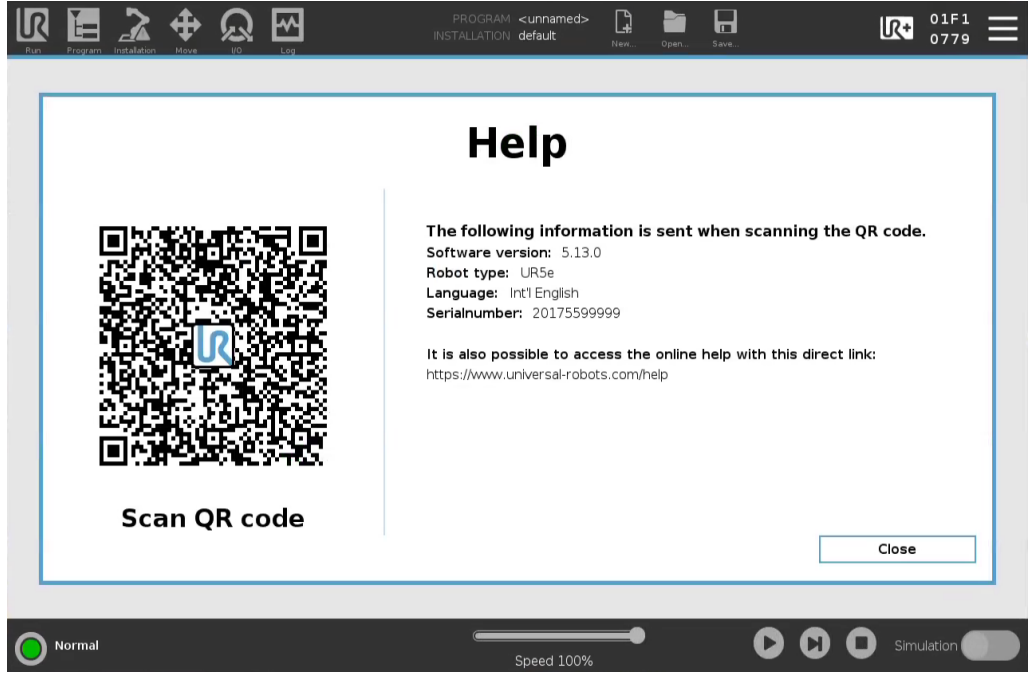 PROGRAM <unnamed>
INSTALLATION default
01F1
0779
Run Program Installation Move I/O Log
New... Open... Save...
Help
The following information is sent when scanning the QR code.
Software version: 5.13.0
Robot type: UR5e
Language: Int'l English
Serialnumber: 20175599999
It is also possible to access the online help with this direct link:
https://www.universal-robots.com/help
Scan QR code
Close
Normal
Speed 100%
Simulation